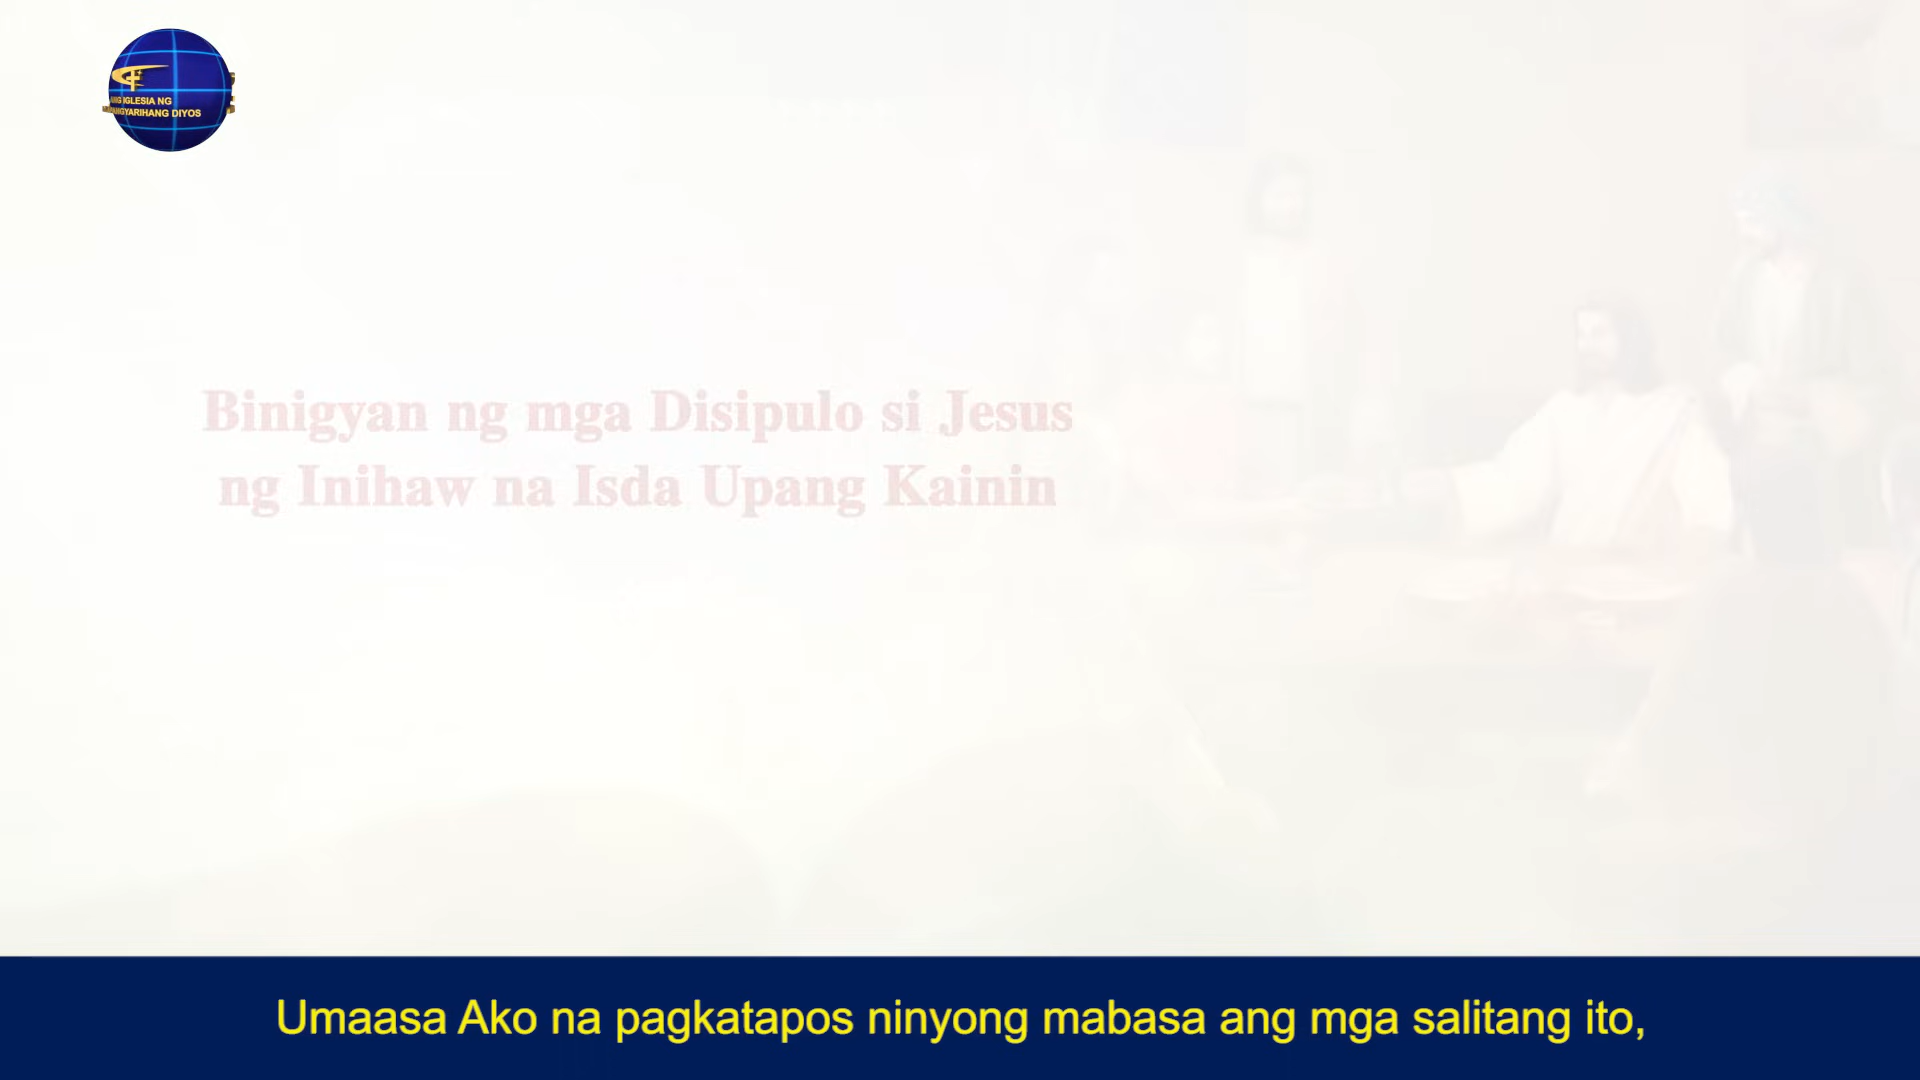 ANG IGLESIA NG
MAKAPANGYARIHANG DIYOS
Binigyan ng mga Disipulo si Jesus
ng Inihaw na Isda Upang Kainin
Umaasa Ako na pagkatapos ninyong mabasa ang mga salitang ito,